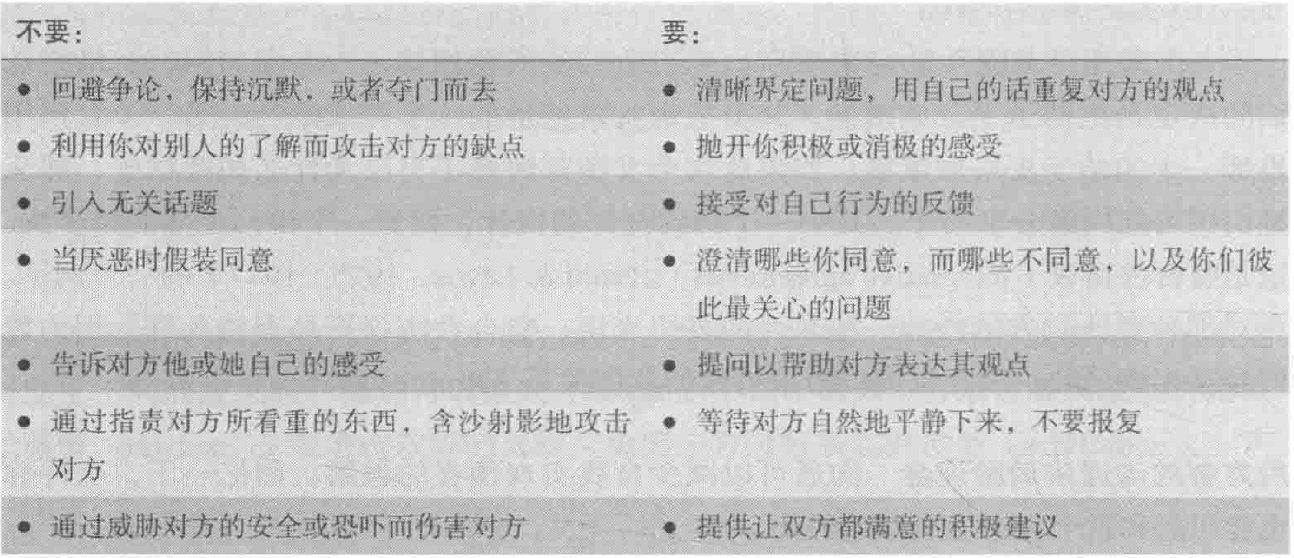 不要：
要：
● 回避争论，保持沉默，或者夺门而去
● 清晰界定问题，用自己的话重复对方的观点
● 利用你对别人的了解而攻击对方的缺点
● 抛开你积极或消极的感受
● 引入无关话题
● 接受对自己行为的反馈
● 当厌恶时假装同意
● 澄清哪些你同意，而哪些不同意，以及你们彼
此最关心的问题
● 告诉对方他或她自己的感受
● 提问以帮助对方表达其观点
● 通过指责对方所看重的东西，含沙射影地攻击
对方
● 等待对方自然地平静下来，不要报复
● 通过威胁对方的安全或恐吓而伤害对方
● 提供让双方都满意的积极建议